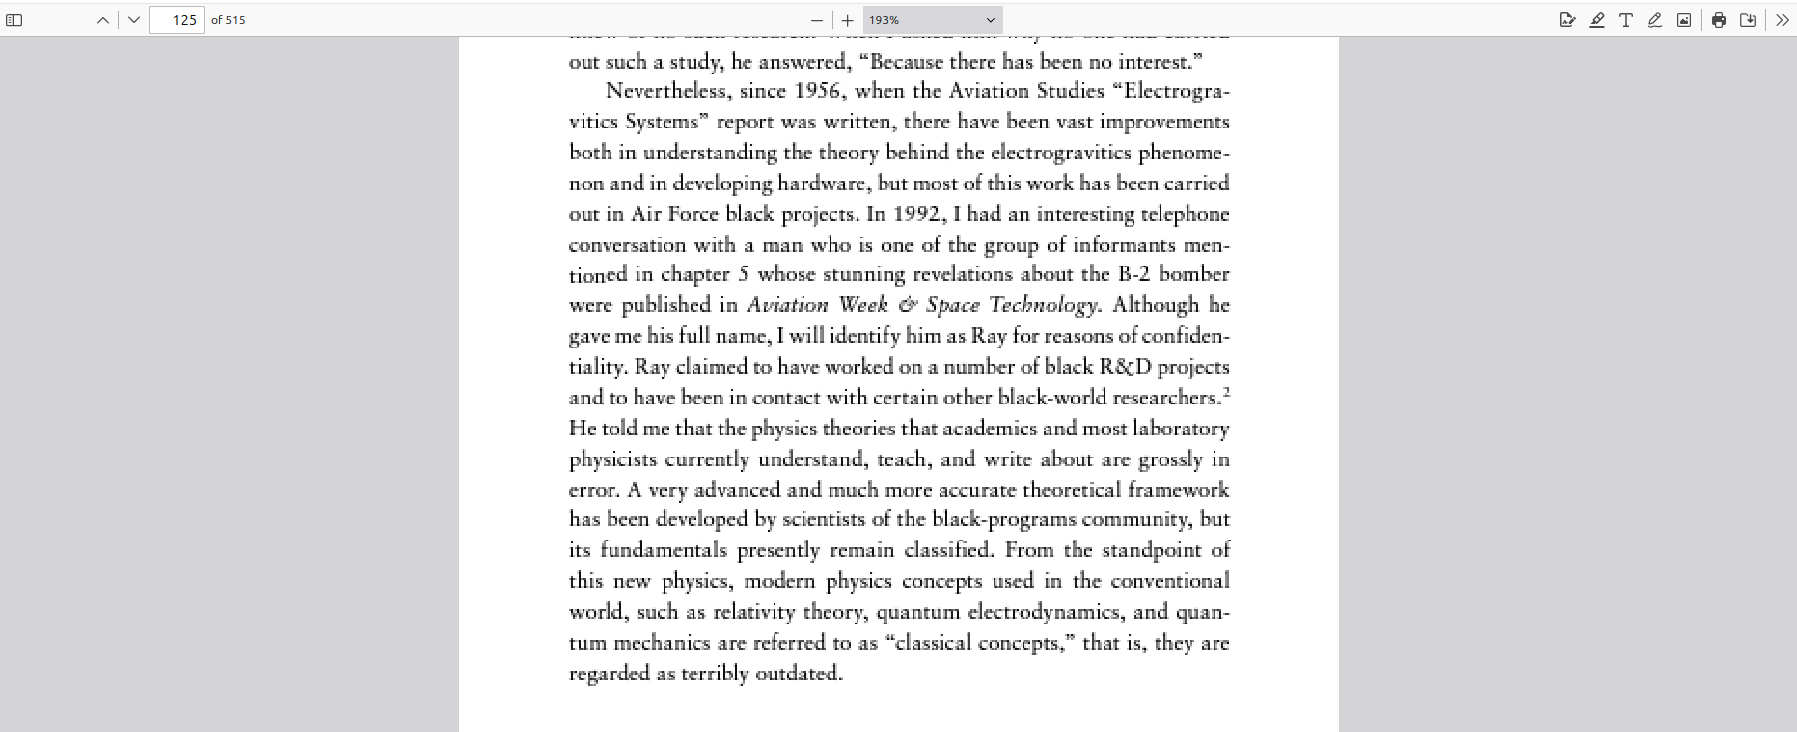 125 of 515
193%
out such a study, he answered, “Because there has been no interest.”
Nevertheless, since 1956, when the Aviation Studies “Electrogra-
vitics Systems” report was written, there have been vast improvements
both in understanding the theory behind the electrogravitics phenome-
non and in developing hardware, but most of this work has been carried
out in Air Force black projects. In 1992, I had an interesting telephone
conversation with a man who is one of the group of informants men-
tioned in chapter 5 whose stunning revelations about the B-2 bomber
were published in Aviation Week & Space Technology. Although he
gave me his full name, I will identify him as Ray for reasons of confiden-
tiality. Ray claimed to have worked on a number of black R&D projects
and to have been in contact with certain other black-world researchers.²
He told me that the physics theories that academics and most laboratory
physicists currently understand, teach, and write about are grossly in
error. A very advanced and much more accurate theoretical framework
has been developed by scientists of the black-programs community, but
its fundamentals presently remain classified. From the standpoint of
this new physics, modern physics concepts used in the conventional
world, such as relativity theory, quantum electrodynamics, and quan-
tum mechanics are referred to as “classical concepts,” that is, they are
regarded as terribly outdated.